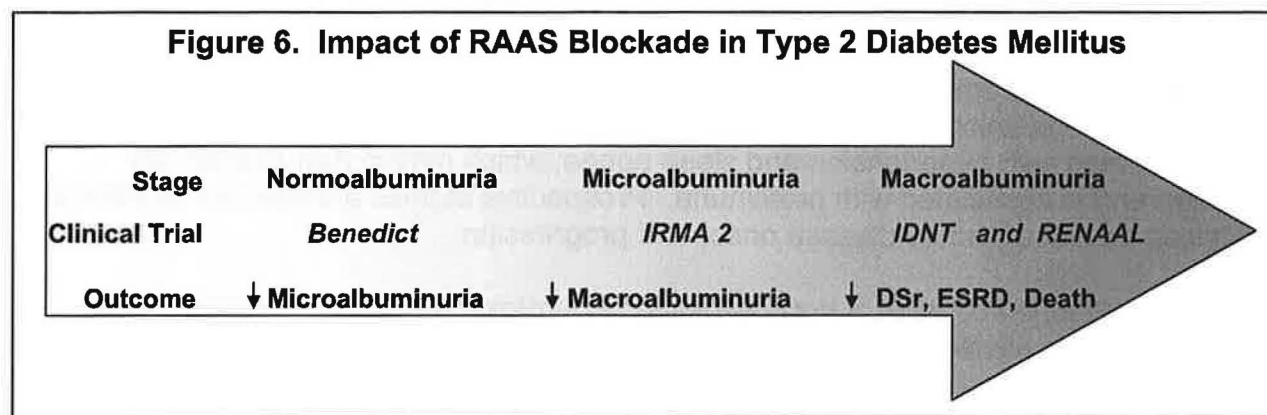 Figure 6. Impact of RAAS Blockade in Type 2 Diabetes Mellitus
Stage Normoalbuminuria Microalbuminuria Macroalbuminuria
Clinical Trial Benedict IRMA 2 IDNT and RENAAL
Outcome ↓ Microalbuminuria ↓ Macroalbuminuria ↓ DSr, ESRD, Death